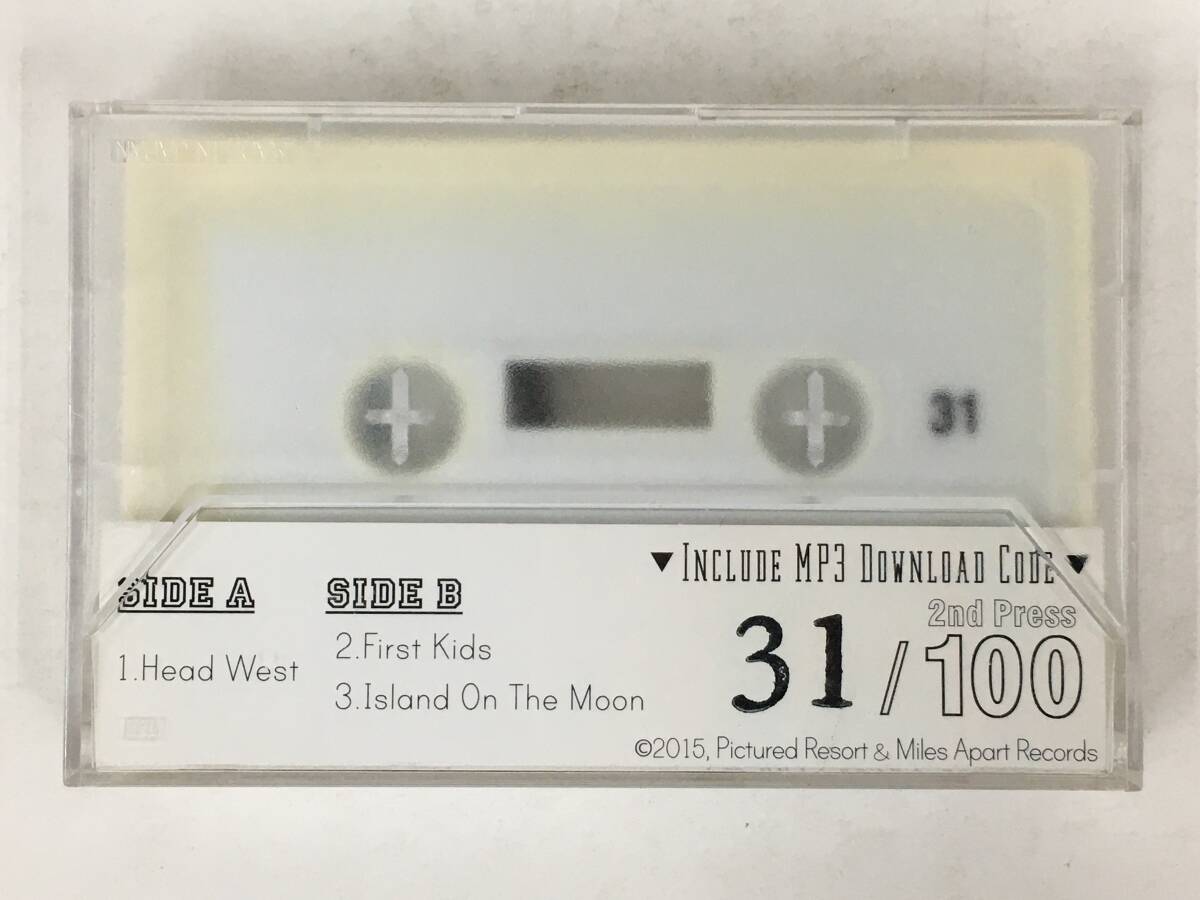 31
SIDE A
1.Head West
SIDE B
2.First Kids
3.Island On The Moon
▼ INCLUDE MP3 DOWNLOAD CODE ▼
2nd Press
31 / 100
©2015, Pictured Resort & Miles Apart Records